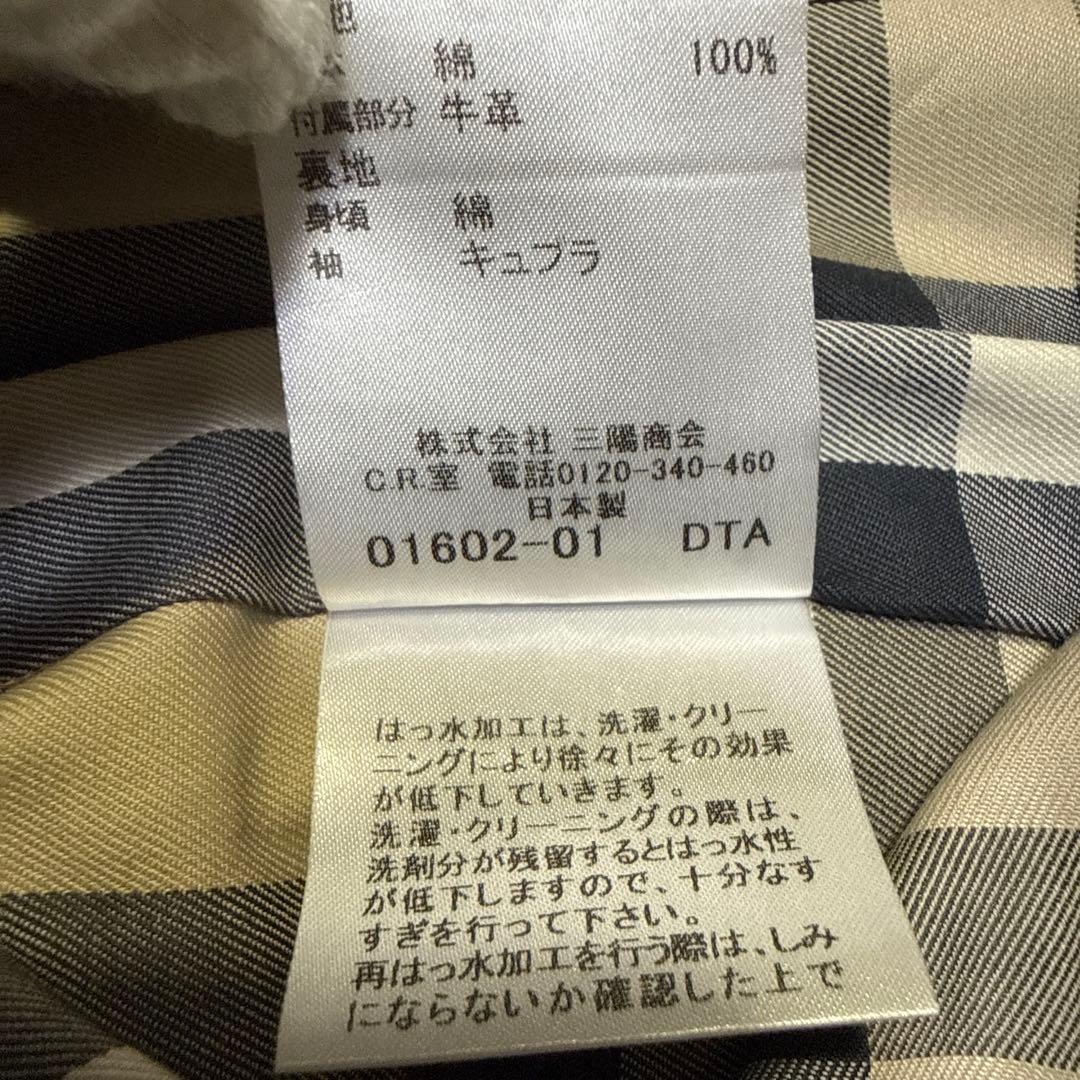 地
綿 100%
付属部分 牛革
裏地
身頃 綿
袖 キュプラ
株式会社 三陽商会
C.R.室 電話0120-340-460
日本製
01602-01 DTA
はっ水加工は、洗濯・クリー
ニングにより徐々にその効果
が低下していきます。
洗濯・クリーニングの際は、
洗剤分が残留するとはっ水性
が低下しますので、十分なす
すぎを行って下さい。
再はっ水加工を行う際は、しみ
にならないか確認した上で